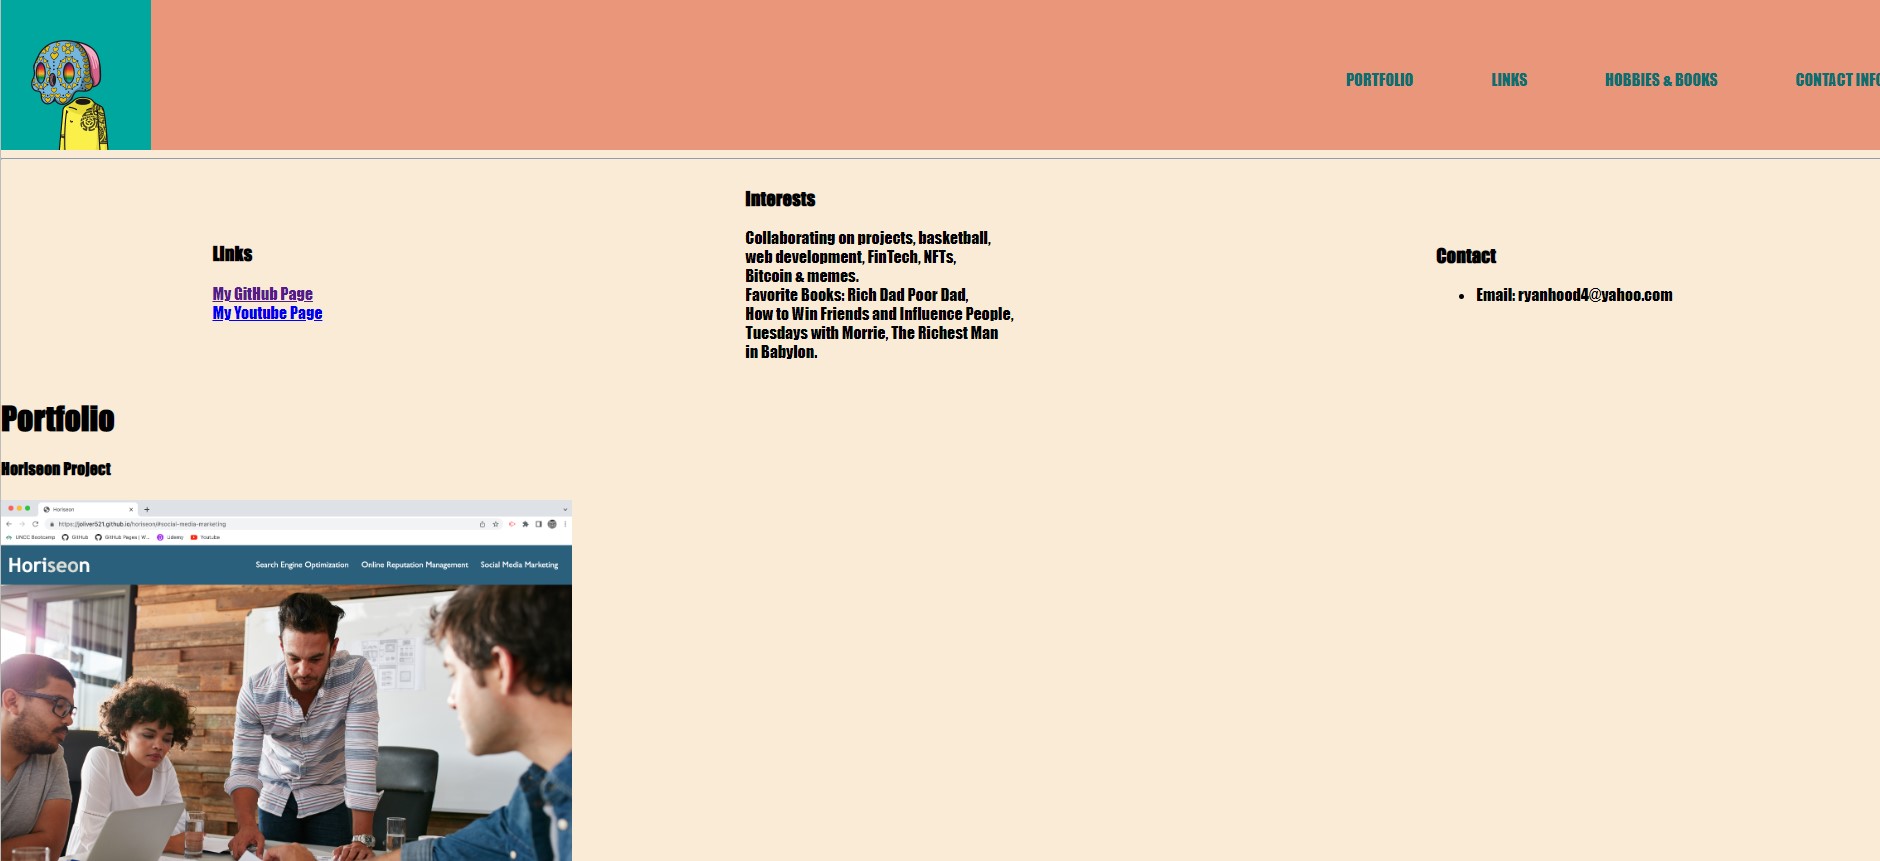 PORTFOLIO LINKS HOBBIES & BOOKS CONTACT INFO
Interests
Collaborating on projects, basketball,
web development, FinTech, NFTs,
Bitcoin & memes.
Favorite Books: Rich Dad Poor Dad,
How to Win Friends and Influence People,
Tuesdays with Morrie, The Richest Man
in Babylon.
Links
My GitHub Page
My Youtube Page
Contact
Email: ryanhood4@yahoo.com
Portfolio
Horiseon Project
Horiseon
https://joliver521.github.io/horiseon/#social-media-marketing
UNCC Bootcamp GitHub GitHub Pages | W... Udemy Youtube
Horiseon Search Engine Optimization Online Reputation Management Social Media Marketing